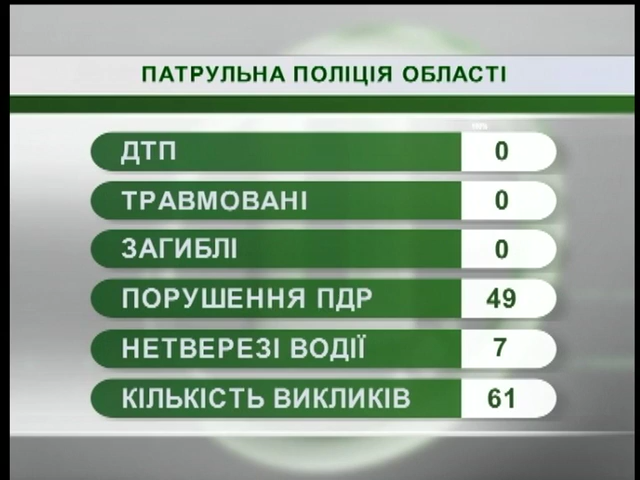 ПАТРУЛЬНА ПОЛІЦІЯ ОБЛАСТІ
ДТП 0
ТРАВМОВАНІ 0
ЗАГИБЛІ 0
ПОРУШЕННЯ ПДР 49
НЕТВЕРЕЗІ ВОДІЇ 7
КІЛЬКІСТЬ ВИКЛИКІВ 61